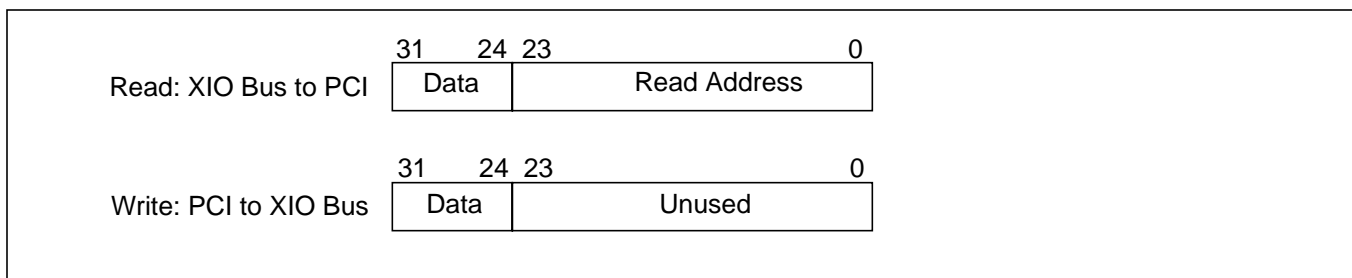 31 24 23 0
Read: XIO Bus to PCI Data Read Address
31 24 23 0
Write: PCI to XIO Bus Data Unused